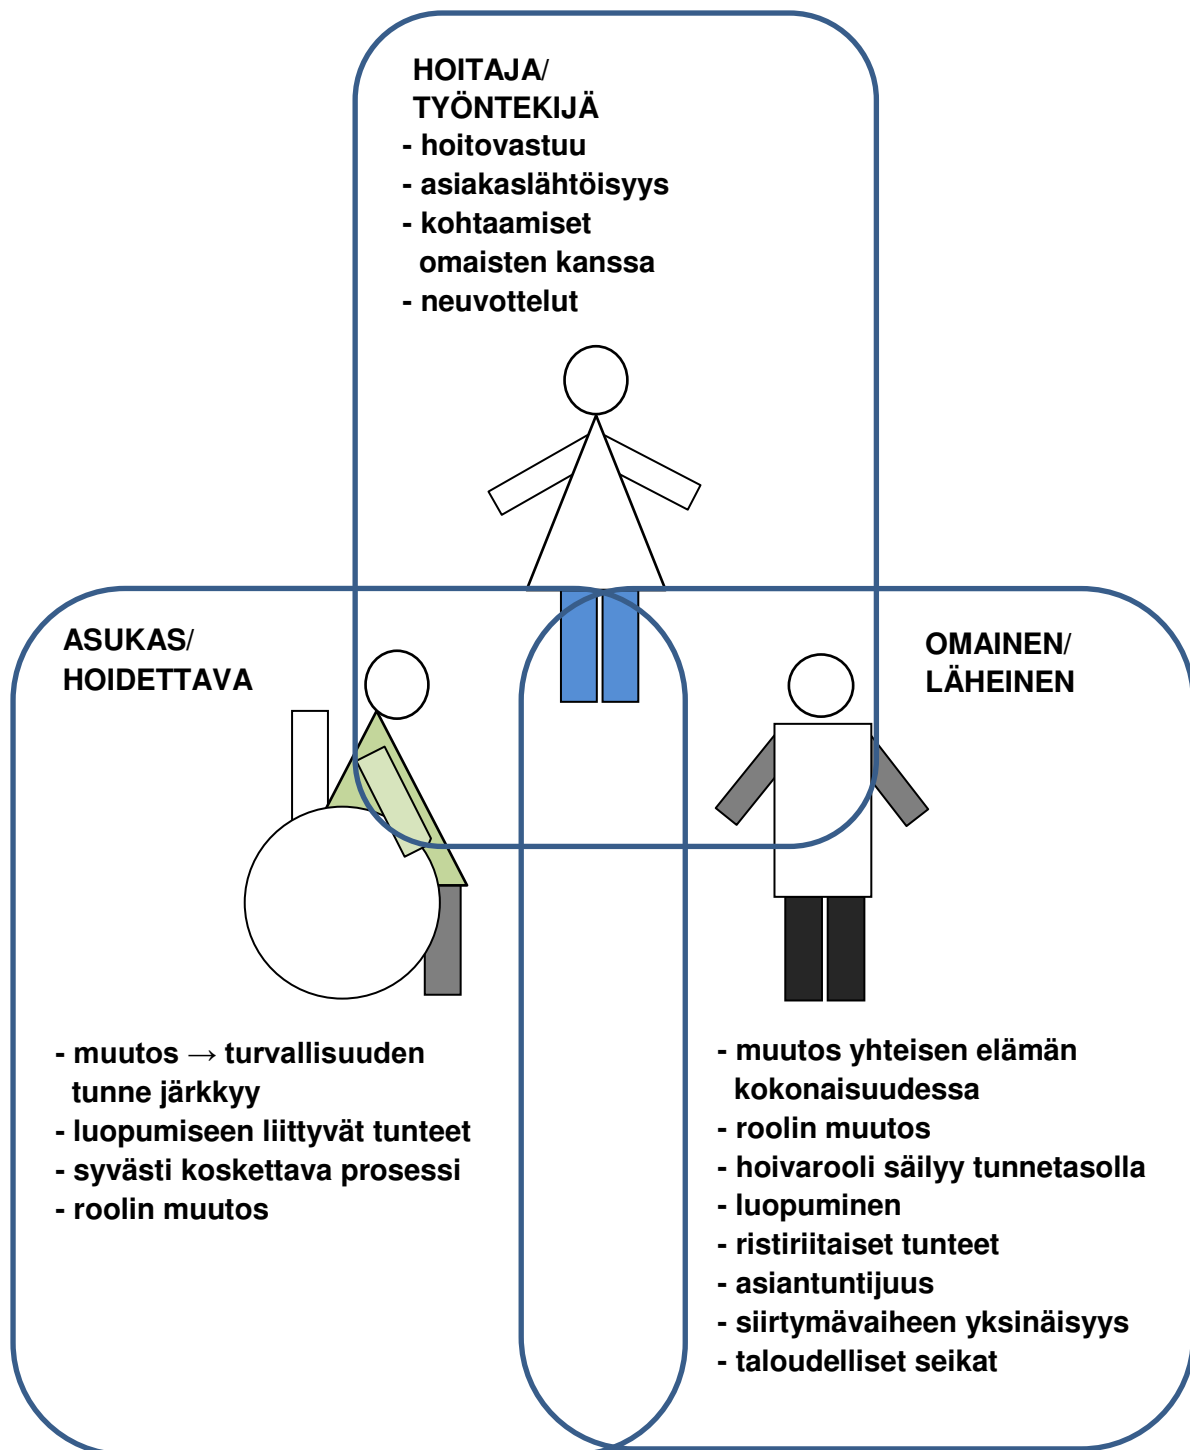 HOITAJA/
TYÖNTEKIJÄ
- hoitovastuu
- asiakaslähtöisyys
- kohtaamiset
omaisten kanssa
- neuvottelut
ASUKAS/
HOIDETTAVA
OMAINEN/
LÄHEINEN
- muutos → turvallisuuden
tunne järkkyy
- luopumiseen liittyvät tunteet
- syvästi koskettava prosessi
- roolin muutos
- muutos yhteisen elämän
kokonaisuudessa
- roolin muutos
- hoivarooli säilyy tunnetasolla
- luopuminen
- ristiriitaiset tunteet
- asiantuntijuus
- siirtymävaiheen yksinäisyys
- taloudelliset seikat